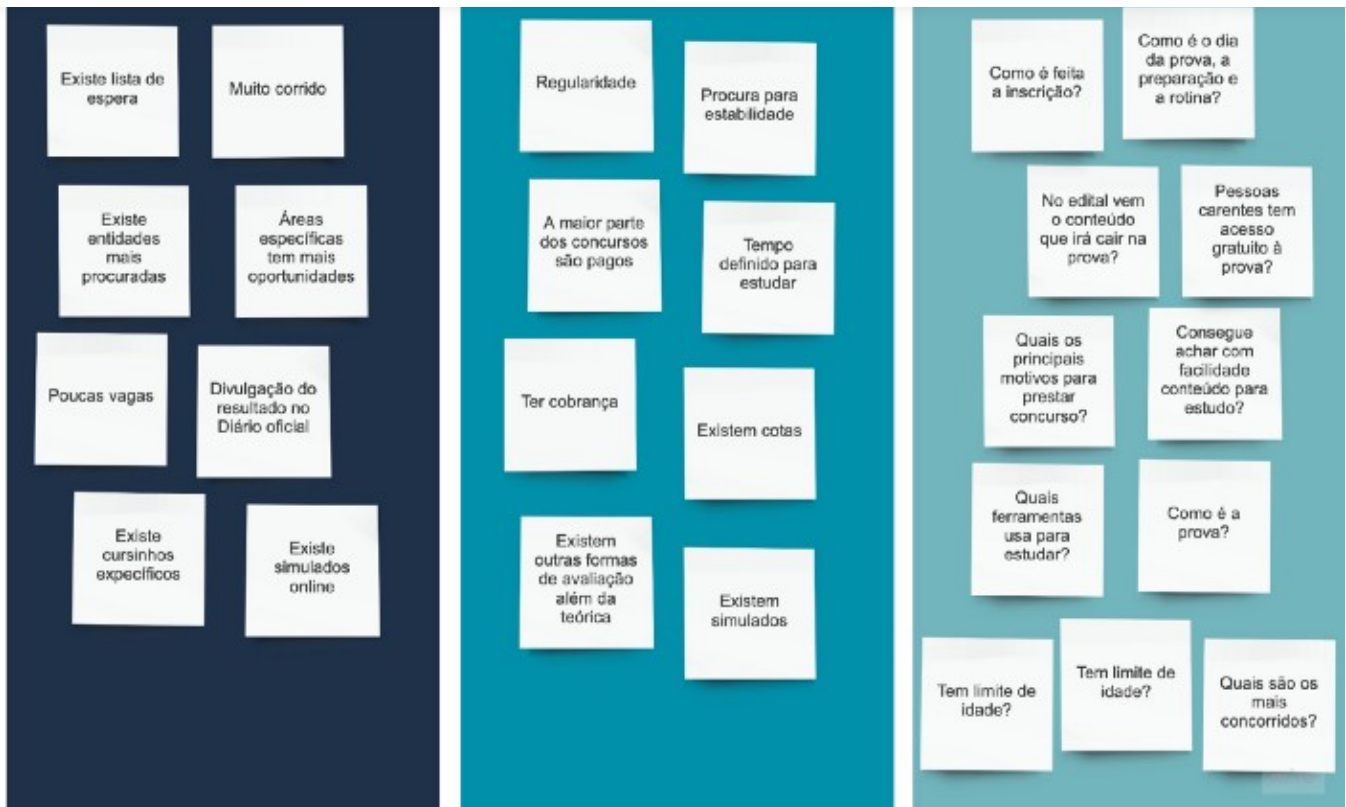 Existe lista de
espera
Muito corrido
Existe
entidades
mais
procuradas
Áreas
específicas
tem mais
oportunidades
Poucas vagas
Divulgação do
resultado no
Diário oficial
Existe
cursinhos
expecíficos
Existe
simulados
online
Regularidade
Procura para
estabilidade
A maior parte
dos concursos
são pagos
Tempo
definido para
estudar
Ter cobrança
Existem cotas
Existem
outras formas
de avaliação
além da
teórica
Existem
simulados
Como é feita
a inscrição?
Como é o dia
da prova, a
preparação e
a rotina?
No edital vem
o conteúdo
que irá cair na
prova?
Pessoas
carentes tem
acesso
gratuito à
prova?
Quais os
principais
motivos para
prestar
concurso?
Consegue
achar com
facilidade
conteúdo para
estudo?
Quais
ferramentas
usa para
estudar?
Como é a
prova?
Tem limite de
idade?
Tem limite de
idade?
Quais são os
mais
concorridos?